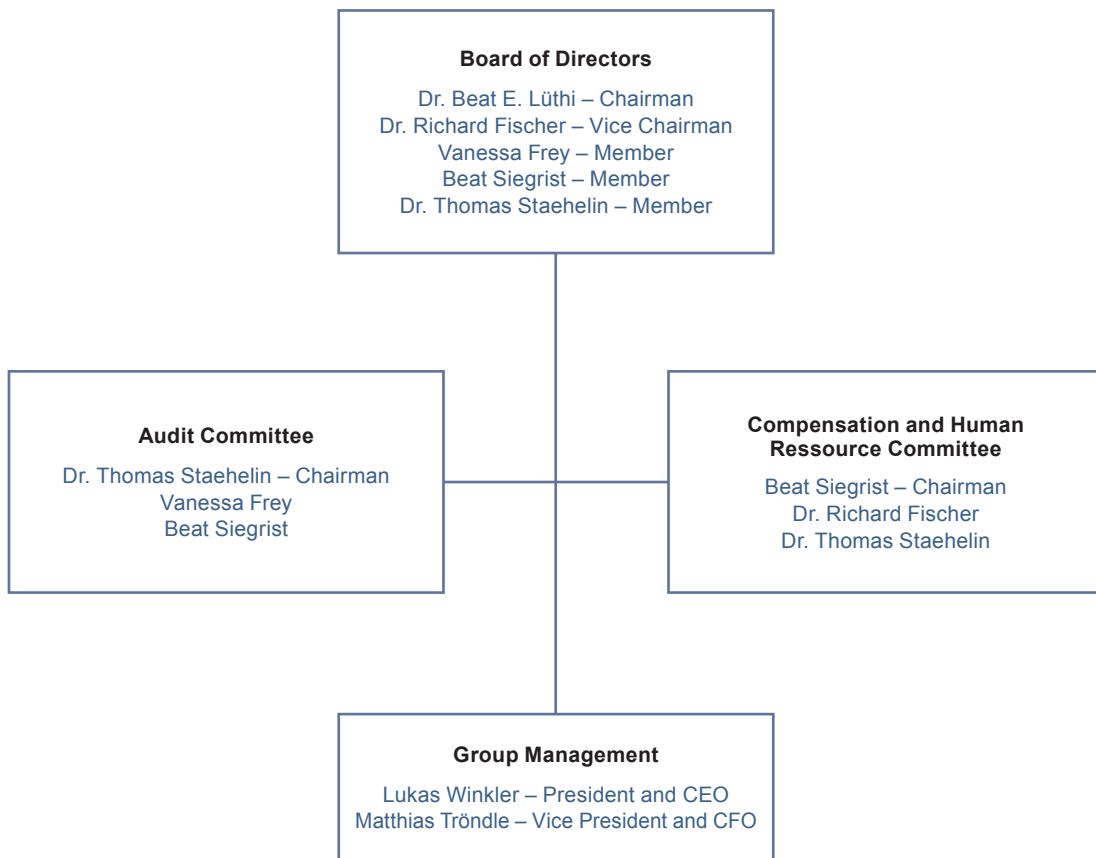 Board of Directors
Dr. Beat E. Lüthi – Chairman
Dr. Richard Fischer – Vice Chairman
Vanessa Frey – Member
Beat Siegrist – Member
Dr. Thomas Staehelin – Member
Audit Committee
Dr. Thomas Staehelin – Chairman
Vanessa Frey
Beat Siegrist
Compensation and Human
Ressource Committee
Beat Siegrist – Chairman
Dr. Richard Fischer
Dr. Thomas Staehelin
Group Management
Lukas Winkler – President and CEO
Matthias Tröndle – Vice President and CFO